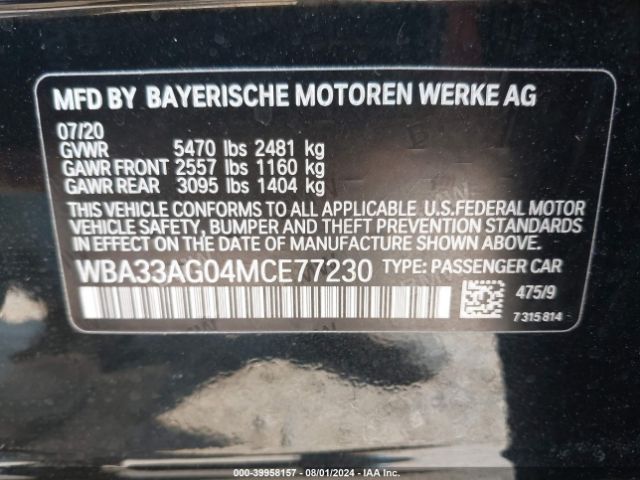 MFD BY BAYERISCHE MOTOREN WERKE AG
07/20
GVWR 5470 lbs 2481 kg
GAWR FRONT 2557 lbs 1160 kg
GAWR REAR 3095 lbs 1404 kg
THIS VEHICLE CONFORMS TO ALL APPLICABLE U.S.FEDERAL MOTOR
VEHICLE SAFETY, BUMPER AND THEFT PREVENTION STANDARDS
IN EFFECT ON THE DATE OF MANUFACTURE SHOWN ABOVE.
WBA33AG04MCE77230 TYPE: PASSENGER CAR
475/9
7 315 814
000-39958157 - 08/01/2024 - IAA Inc.